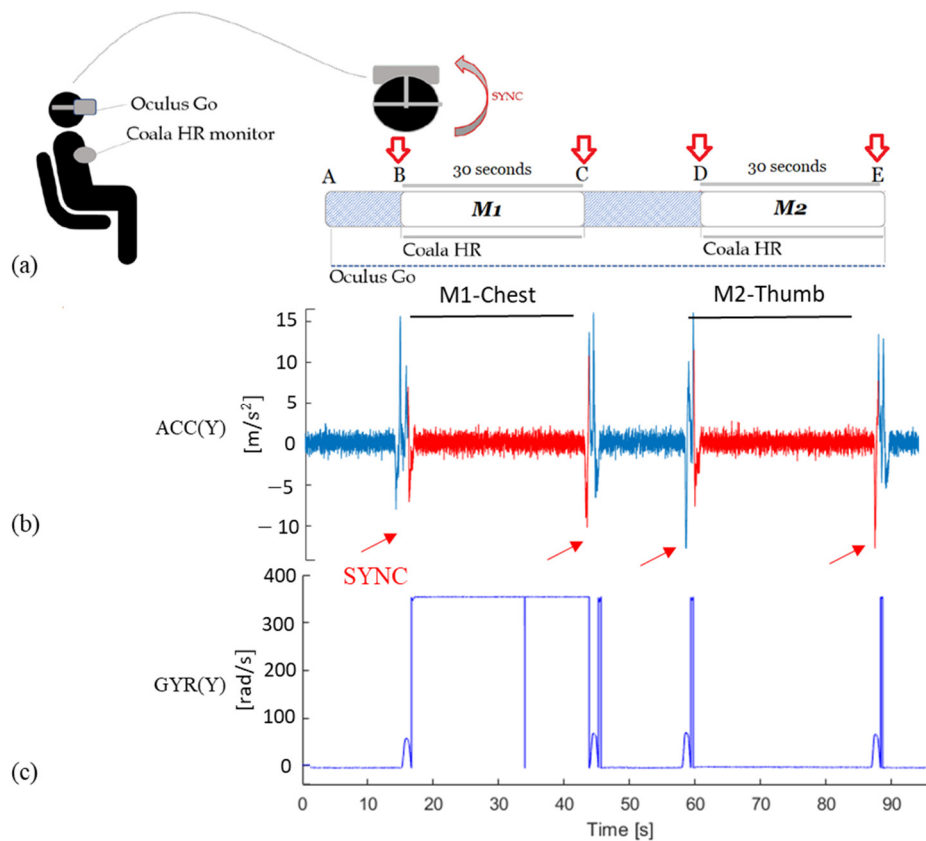 Oculus Go
Coala HR monitor
SYNC
A B C D E
30 seconds 30 seconds
M1 M2
Coala HR Coala HR
Oculus Go
(a)
M1-Chest M2-Thumb
15
10
5
0
−5
−10
ACC(Y)
[m/s²]
(b)
SYNC
400
300
200
100
0
GYR(Y)
[rad/s]
(c)
0 10 20 30 40 50 60 70 80 90
Time [s]